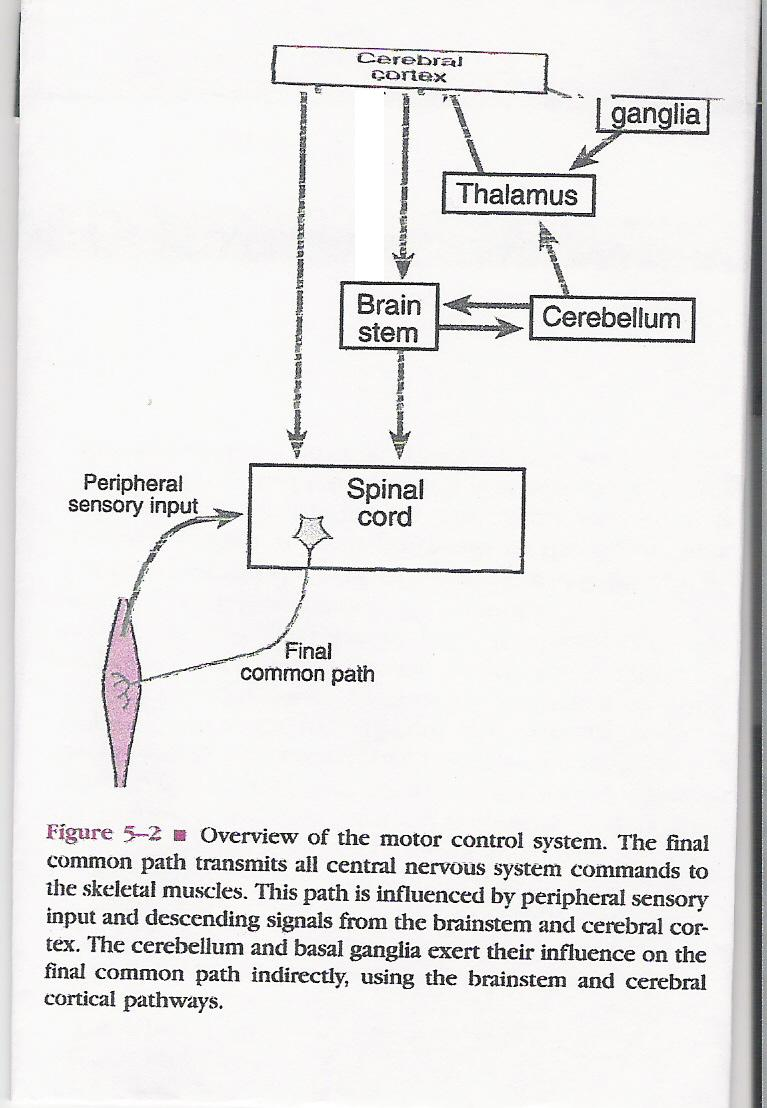 Cerebral
cortex
ganglia
Thalamus
Brain
stem
Cerebellum
Peripheral
sensory input
Spinal
cord
Final
common path
Figure 5–2 ■ Overview of the motor control system. The final
common path transmits all central nervous system commands to
the skeletal muscles. This path is influenced by peripheral sensory
input and descending signals from the brainstem and cerebral cor-
tex. The cerebellum and basal ganglia exert their influence on the
final common path indirectly, using the brainstem and cerebral
cortical pathways.